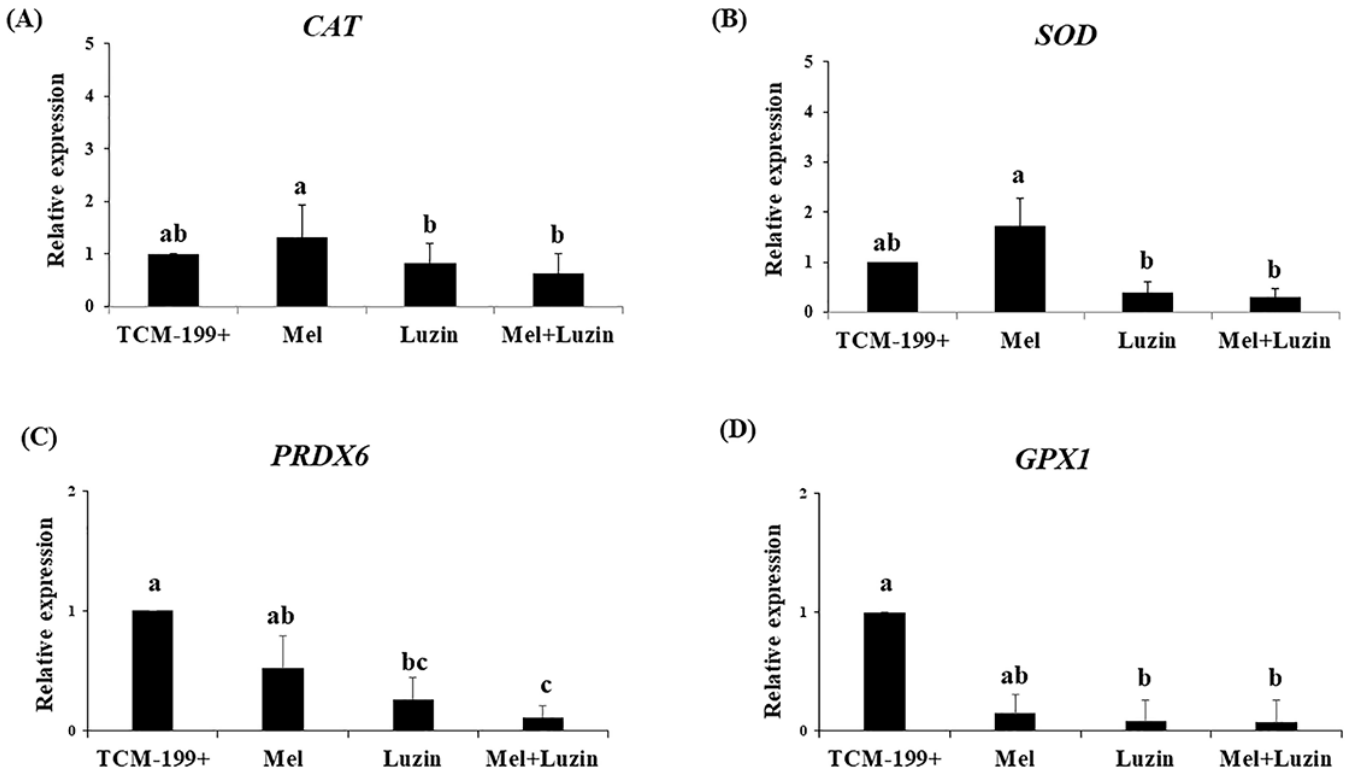 (A)
CAT
Relative expression
5
4
3
2
1
0
ab
a
b
b
TCM-199+ Mel Luzin Mel+Luzin
(B)
SOD
Relative expression
5
4
3
2
1
0
ab
a
b
b
TCM-199+ Mel Luzin Mel+Luzin
(C)
PRDX6
Relative expression
2
1
0
a
ab
bc
c
TCM-199+ Mel Luzin Mel+Luzin
(D)
GPX1
Relative expression
2
1
0
a
ab
b
b
TCM-199+ Mel Luzin Mel+Luzin